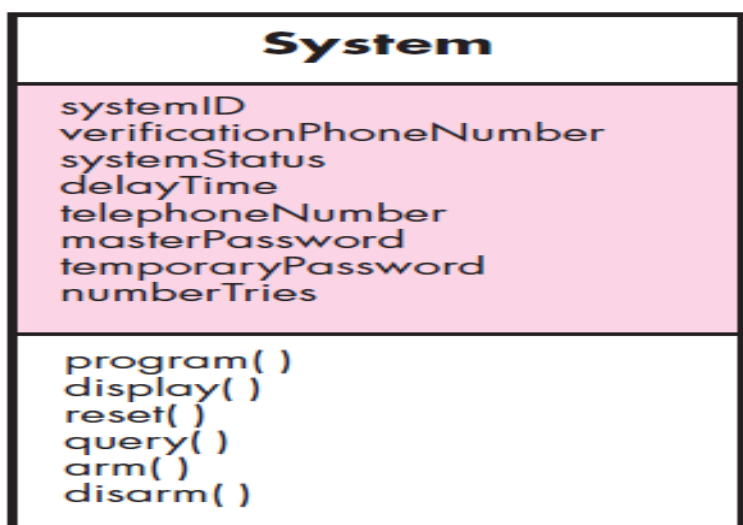 System
systemID
verificationPhoneNumber
systemStatus
delayTime
telephoneNumber
masterPassword
temporaryPassword
numberTries
program( )
display( )
reset( )
query( )
arm( )
disarm( )